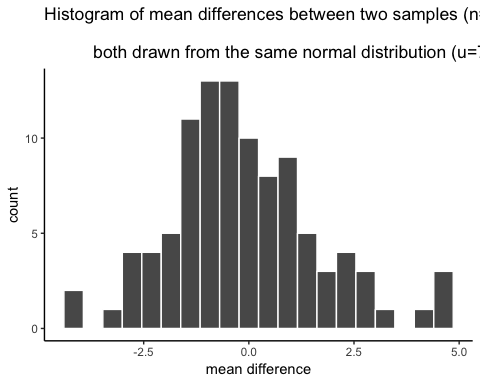 Histogram of mean differences between two samples (n=
both drawn from the same normal distribution (u=7
count
10
5
0
-2.5
0.0
2.5
5.0
mean difference